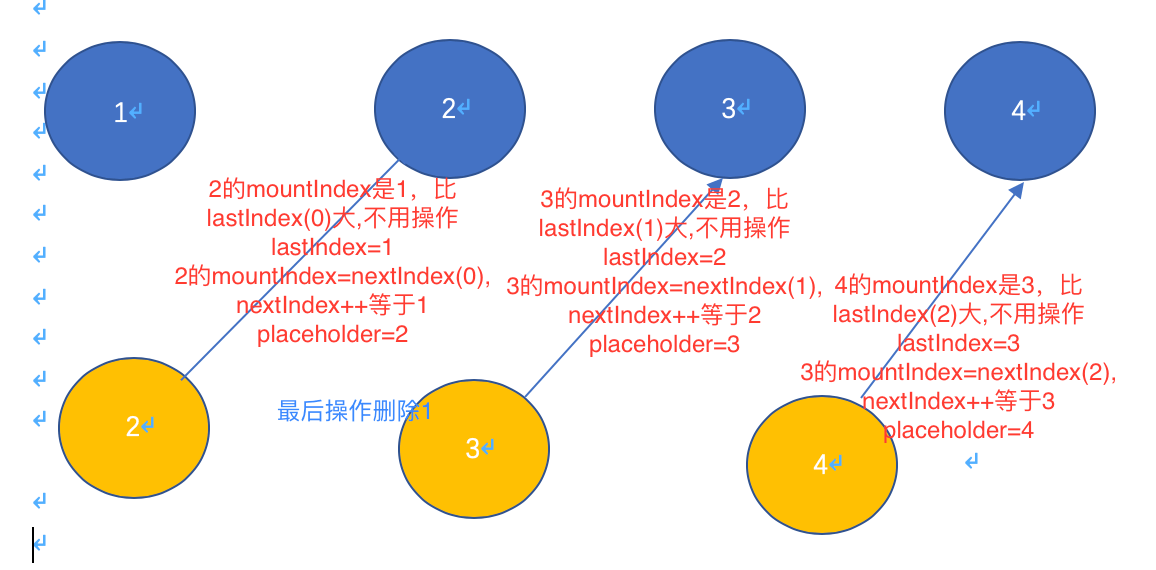 1
2
3
4
2的mountIndex是1，比
lastIndex(0)大,不用操作
lastIndex=1
2的mountIndex=nextIndex(0),
nextIndex++等于1
placeholder=2
3的mountIndex是2，比
lastIndex(1)大,不用操作
lastIndex=2
3的mountIndex=nextIndex(1),
nextIndex++等于2
placeholder=3
4的mountIndex是3，比
lastIndex(2)大,不用操作
lastIndex=3
3的mountIndex=nextIndex(2),
nextIndex++等于3
placeholder=4
最后操作删除1
2
3
4